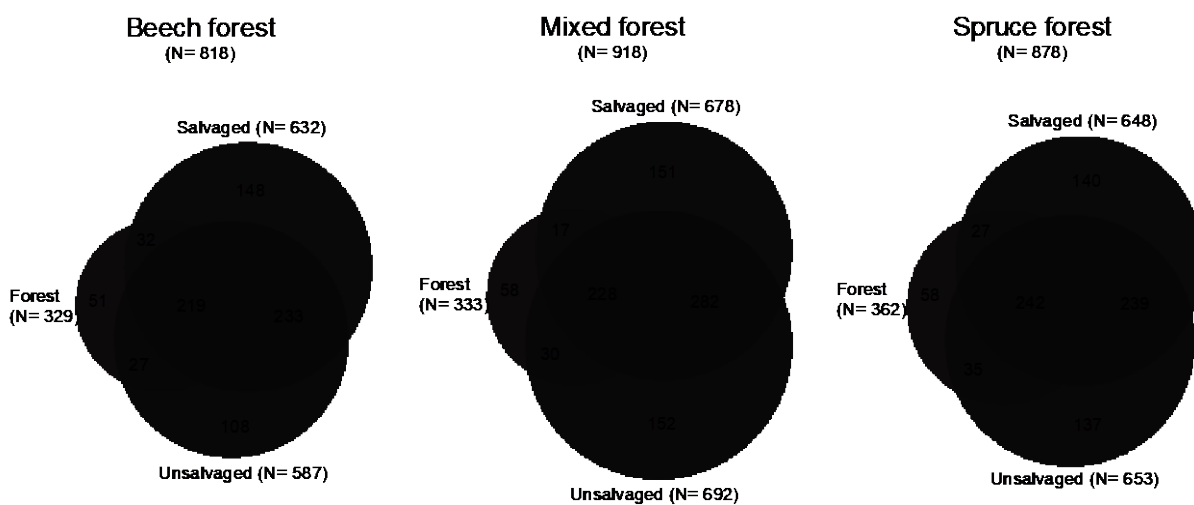 Beech forest
(N= 818)
Salvaged (N= 632)
148
32
Forest
(N= 329)
51
219
233
27
108
Unsalvaged (N= 587)
Mixed forest
(N= 918)
Salvaged (N= 678)
151
17
Forest
(N= 333)
58
228
282
30
152
Unsalvaged (N= 692)
Spruce forest
(N= 878)
Salvaged (N= 648)
140
27
Forest
(N= 362)
58
242
239
35
137
Unsalvaged (N= 653)